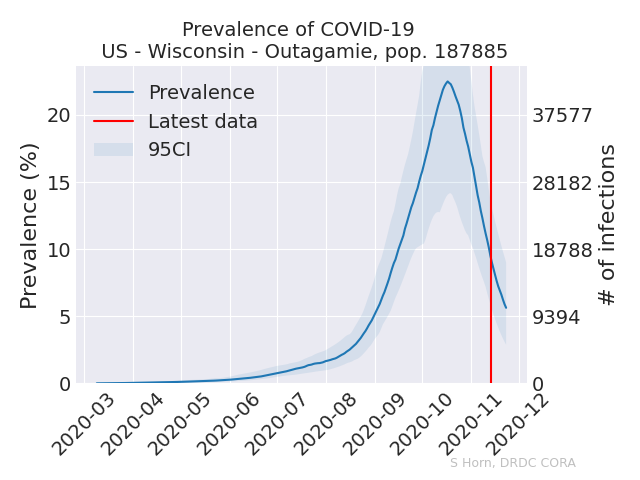 Prevalence of COVID-19
US - Wisconsin - Outagamie, pop. 187885
Prevalence
Latest data
95CI
Prevalence (%)
20
15
10
5
0
37577
28182
18788
9394
0
# of infections
2020-03
2020-04
2020-05
2020-06
2020-07
2020-08
2020-09
2020-10
2020-11
2020-12
S Horn, DRDC CORA